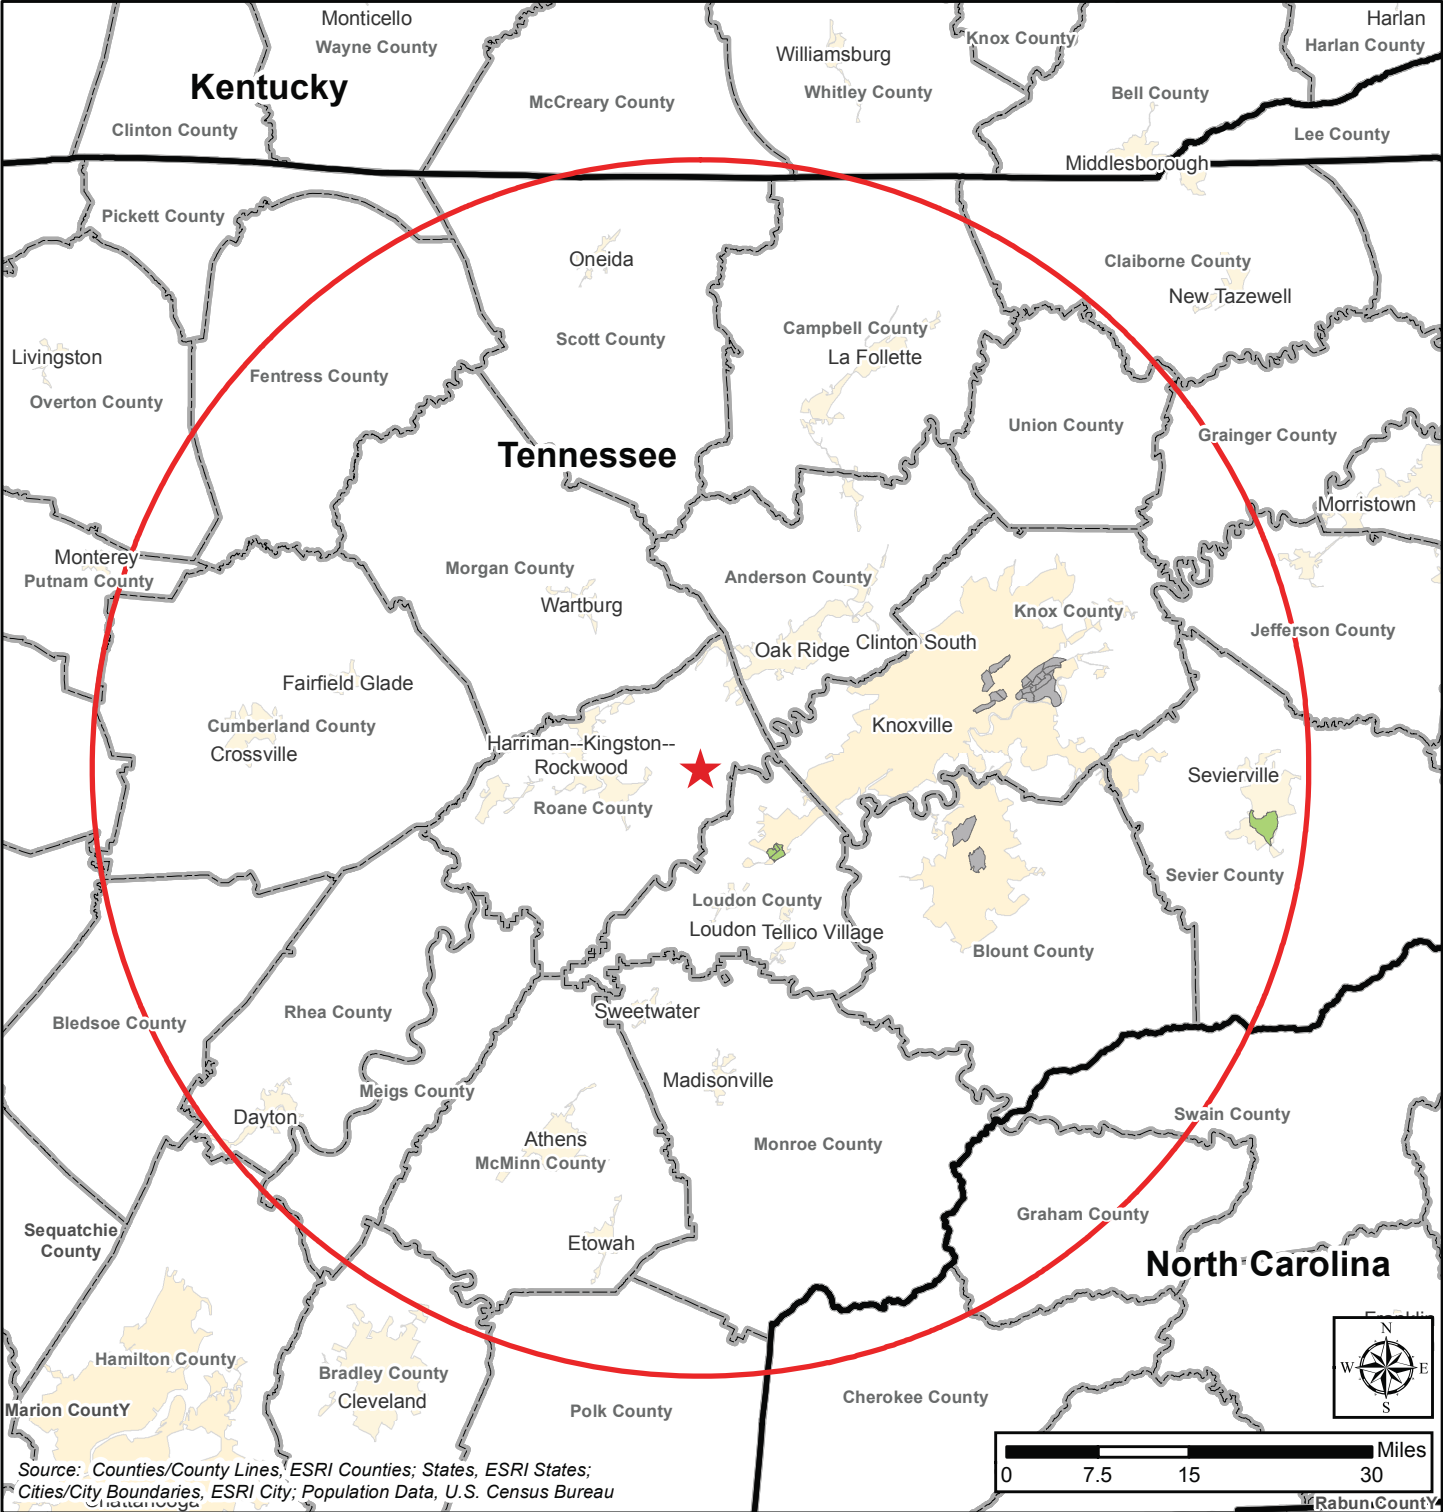 Monticello
Wayne County
Harlan
Harlan County
Knox County
Williamsburg
Whitley County
Kentucky
McCreary County
Bell County
Clinton County
Lee County
Middlesborough
Pickett County
Oneida
Claiborne County
New Tazewell
Scott County
Campbell County
La Follette
Livingston
Overton County
Fentress County
Union County
Grainger County
Tennessee
Morristown
Monterey
Putnam County
Morgan County
Wartburg
Anderson County
Knox County
Jefferson County
Oak Ridge
Clinton South
Fairfield Glade
Cumberland County
Crossville
Knoxville
Harriman--Kingston--
Rockwood
Roane County
Sevierville
Sevier County
Loudon County
Loudon
Tellico Village
Blount County
Rhea County
Bledsoe County
Sweetwater
Madisonville
Meigs County
Dayton
Athens
McMinn County
Monroe County
Swain County
Graham County
Sequatchie
County
Etowah
North Carolina
Franklin
N
W
E
S
Hamilton County
Bradley County
Cleveland
Marion CountY
Polk County
Cherokee County
Miles
0 7.5 15 30
Source: Counties/County Lines, ESRI Counties; States, ESRI States;
Cities/City Boundaries, ESRI City; Population Data, U.S. Census Bureau
Chattanooga
Rabun CountY